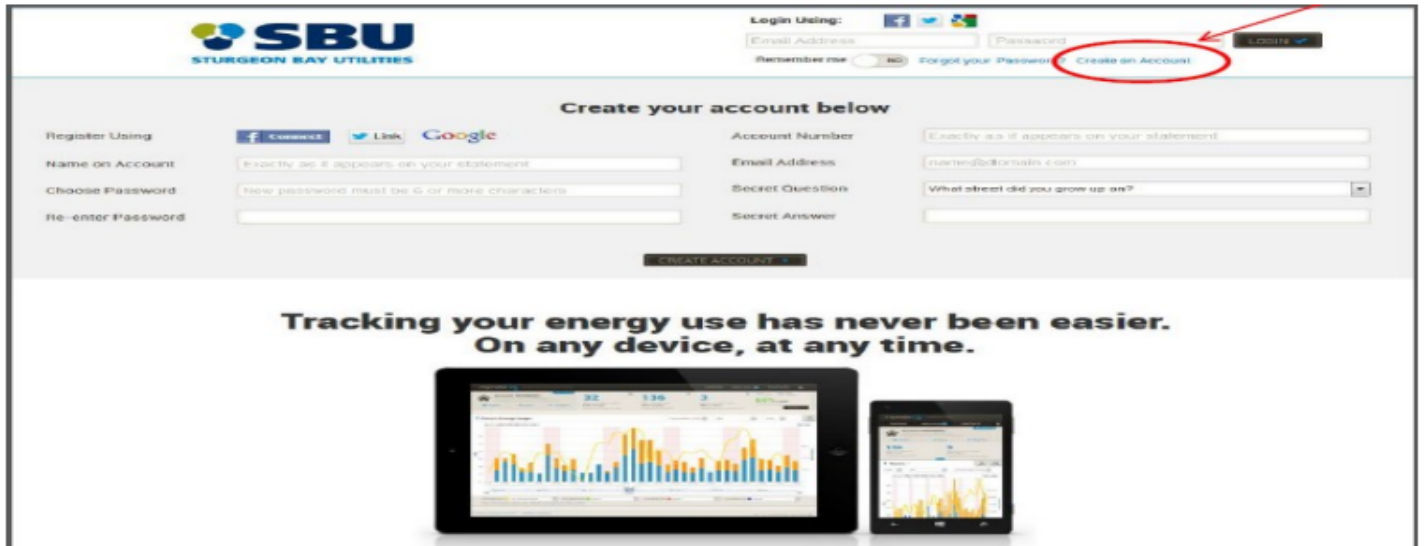 SBU
STURGEON BAY UTILITIES
Login Using:
Email Address
Password
LOGIN
Remember me NO Forgot your Password? Create an Account
Create your account below
Register Using
Connect
Link
Google
Name on Account
Exactly as it appears on your statement
Choose Password
New password must be 6 or more characters
Re-enter Password
Account Number
Exactly as it appears on your statement
Email Address
name@domain.com
Secret Question
What street did you grow up on?
Secret Answer
CREATE ACCOUNT
Tracking your energy use has never been easier.
On any device, at any time.
32 136 3